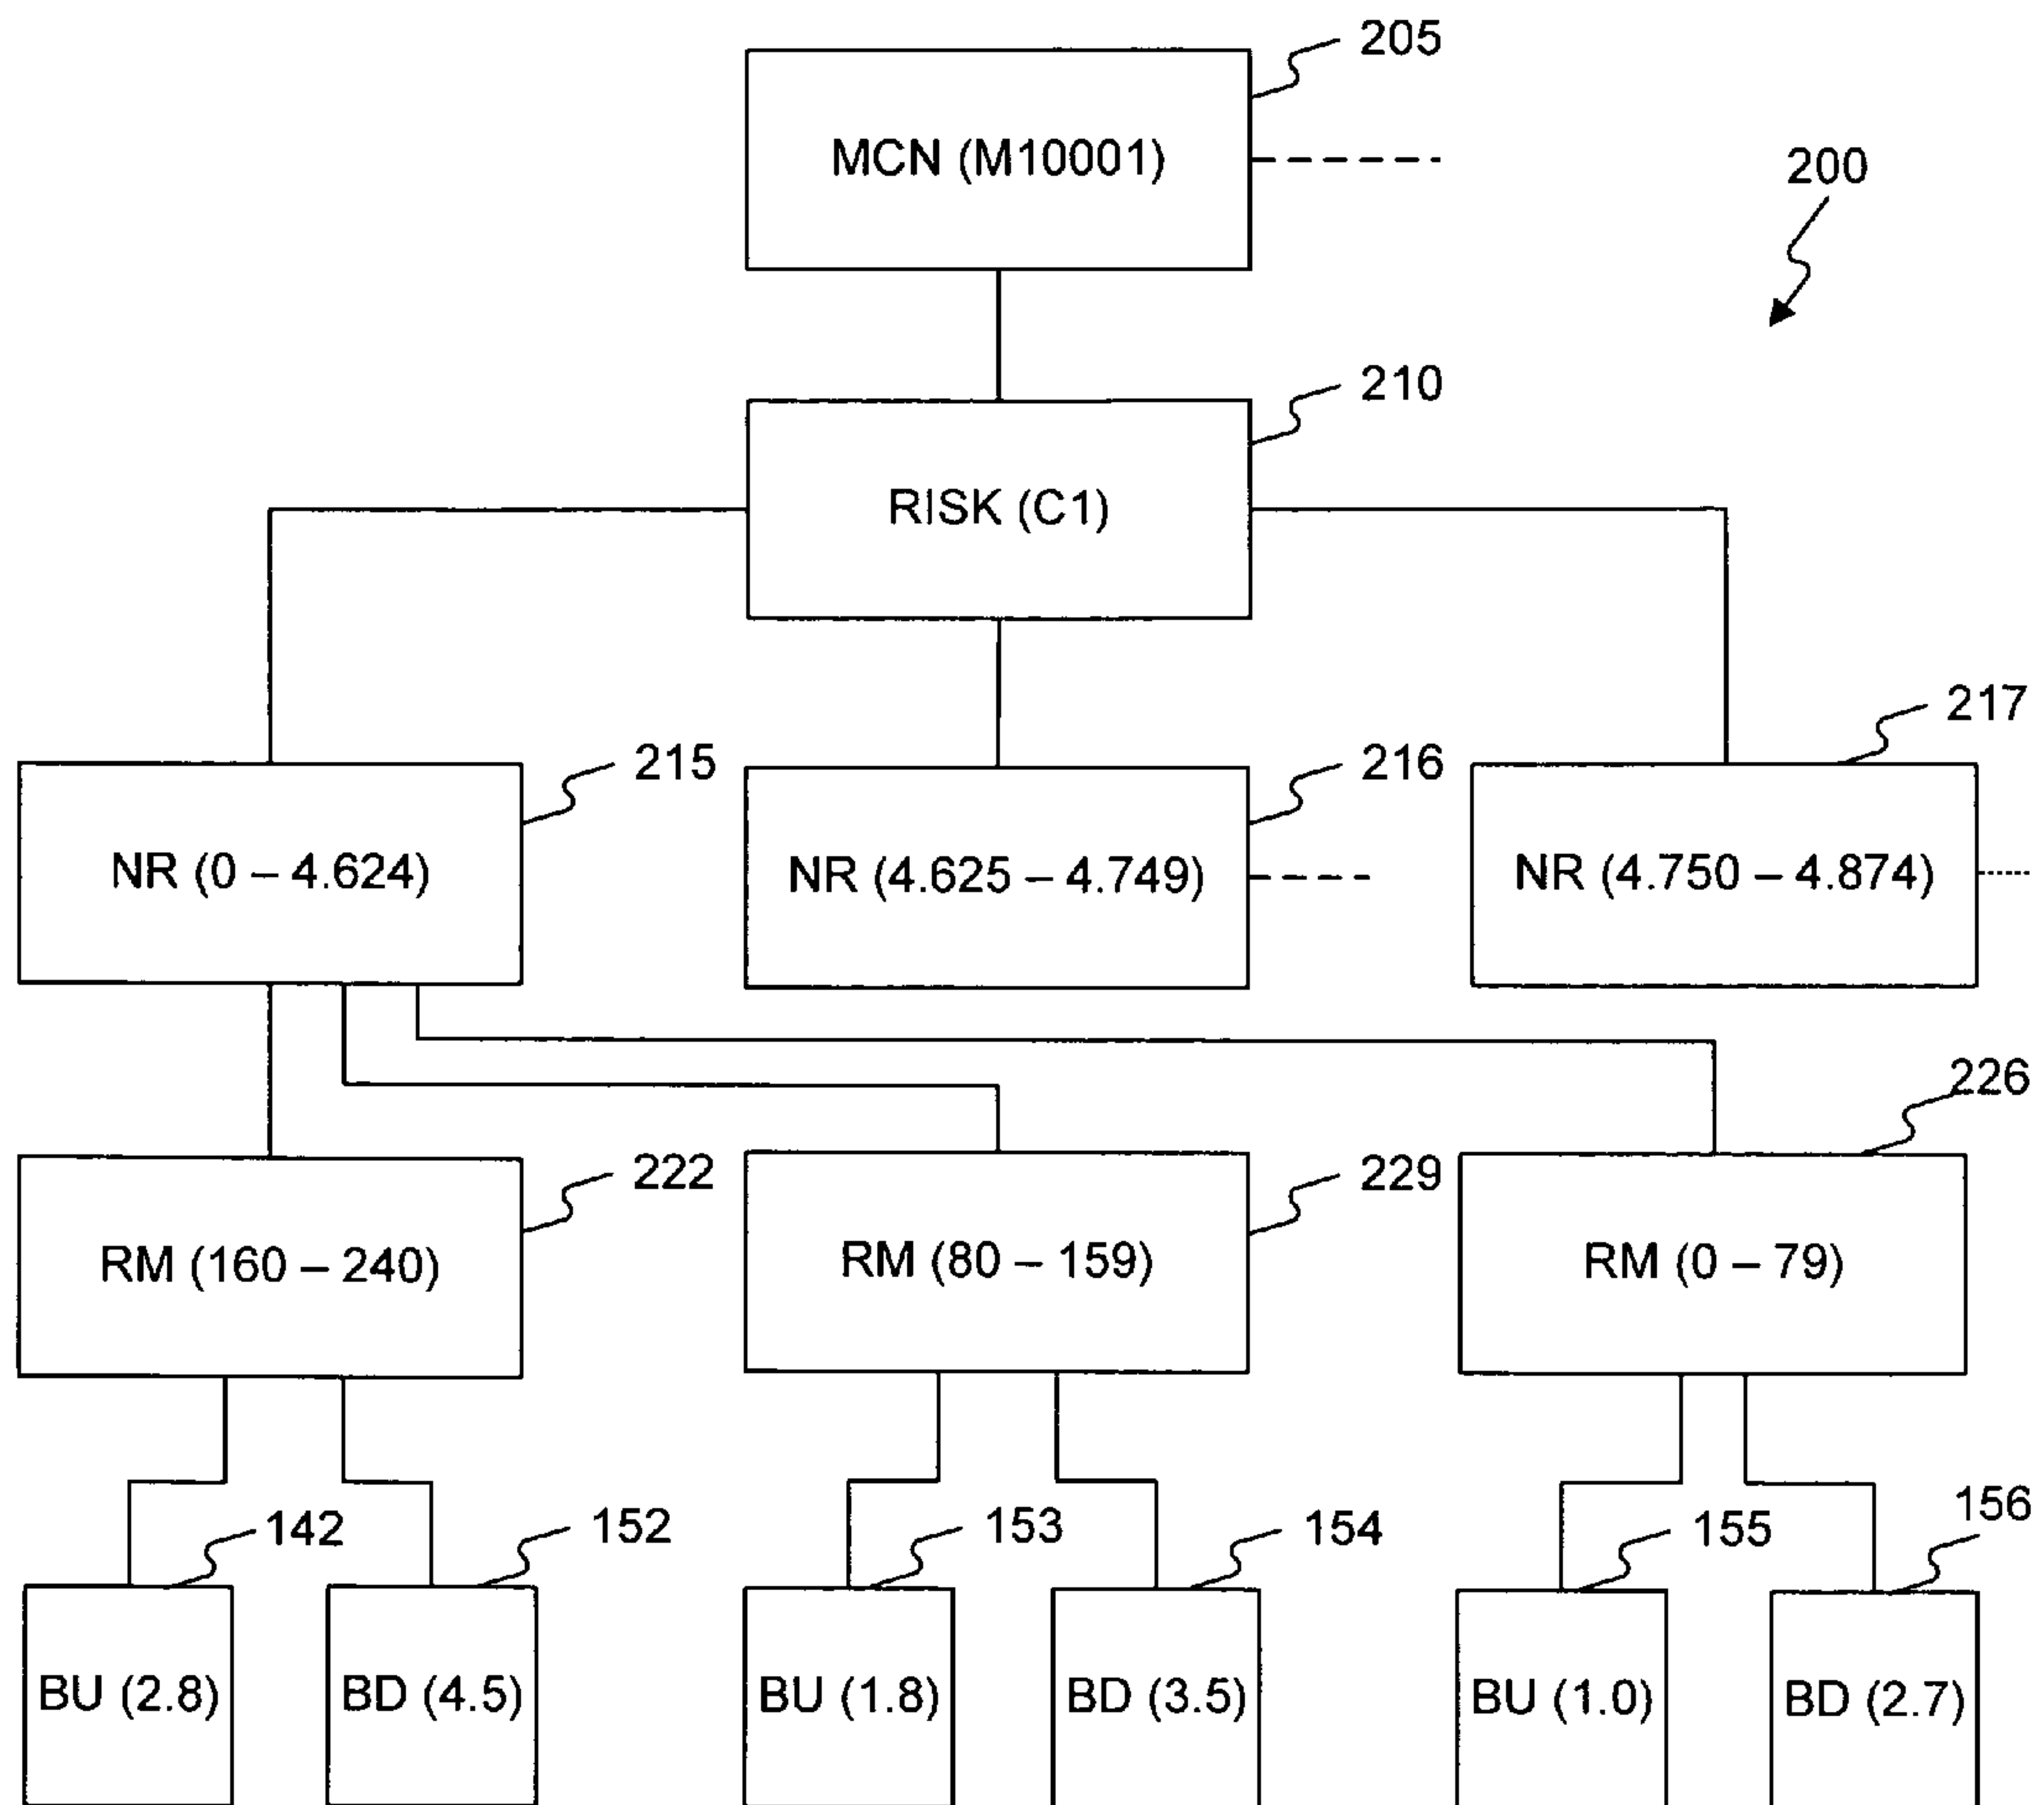 205
MCN (M10001)
200
210
RISK (C1)
217
215
216
NR (0 – 4.624)
NR (4.625 – 4.749)
NR (4.750 – 4.874)
226
222
229
RM (160 – 240)
RM (80 – 159)
RM (0 – 79)
142
152
153
154
155
156
BU (2.8)
BD (4.5)
BU (1.8)
BD (3.5)
BU (1.0)
BD (2.7)